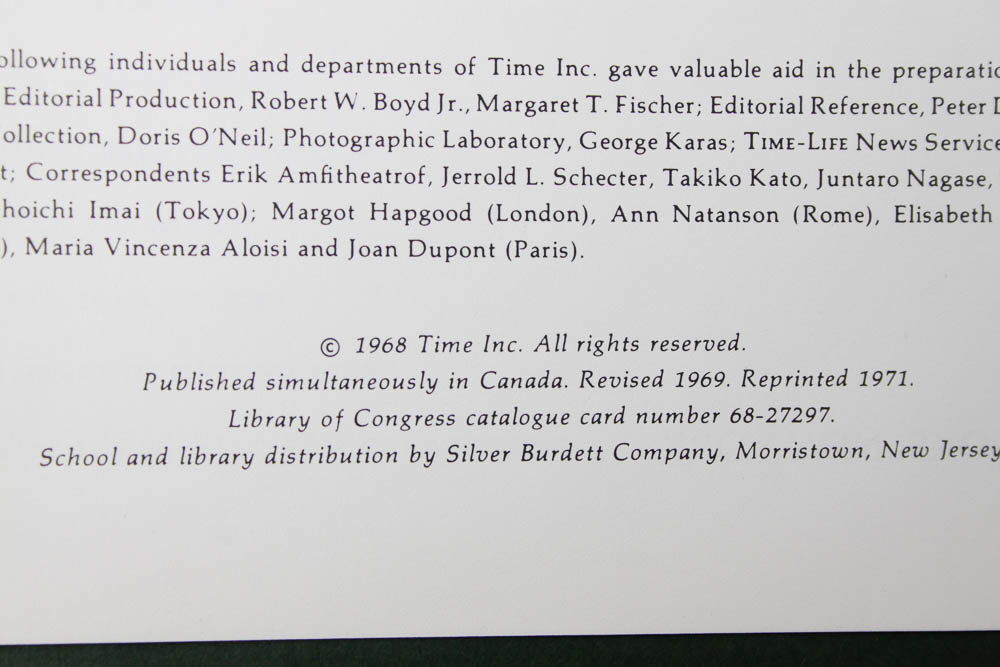 following individuals and departments of Time Inc. gave valuable aid in the
Editorial Production, Robert W. Boyd Jr., Margaret T. Fischer; Editorial Reference, Peter
Collection, Doris O'Neil; Photographic Laboratory, George Karas; TIME-LIFE News Service
t; Correspondents Erik Amfitheatrof, Jerrold L. Schecter, Takiko Kato, Juntaro Nagase,
hoichi Imai (Tokyo); Margot Hapgood (London), Ann Natanson (Rome), Elisabeth
), Maria Vincenza Aloisi and Joan Dupont (Paris).
© 1968 Time Inc. All rights reserved.
Published simultaneously in Canada. Revised 1969. Reprinted 1971.
Library of Congress catalogue card number 68-27297.
School and library distribution by Silver Burdett Company, Morristown, New Jersey